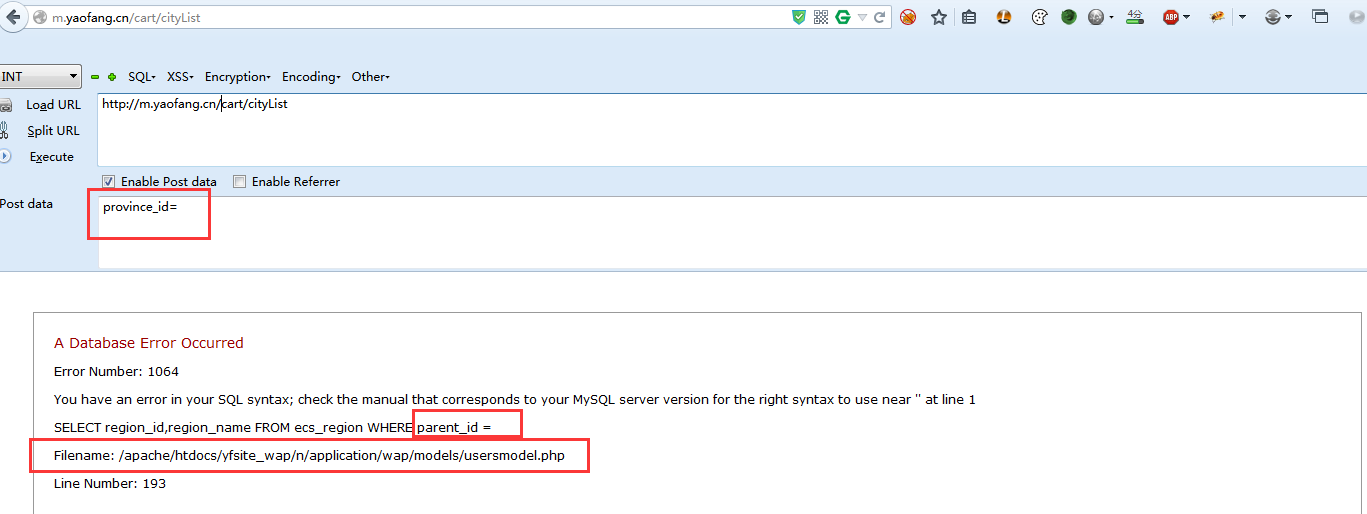 m.yaofang.cn/cart/cityList
ABP
INT
SQL▾ XSS▾ Encryption▾ Encoding▾ Other▾
Load URL
http://m.yaofang.cn/cart/cityList
Split URL
Execute
Enable Post data Enable Referrer
Post data
province_id=
A Database Error Occurred
Error Number: 1064
You have an error in your SQL syntax; check the manual that corresponds to your MySQL server version for the right syntax to use near '' at line 1
SELECT region_id,region_name FROM ecs_region WHERE parent_id =
Filename: /apache/htdocs/yfsite_wap/n/application/wap/models/usersmodel.php
Line Number: 193